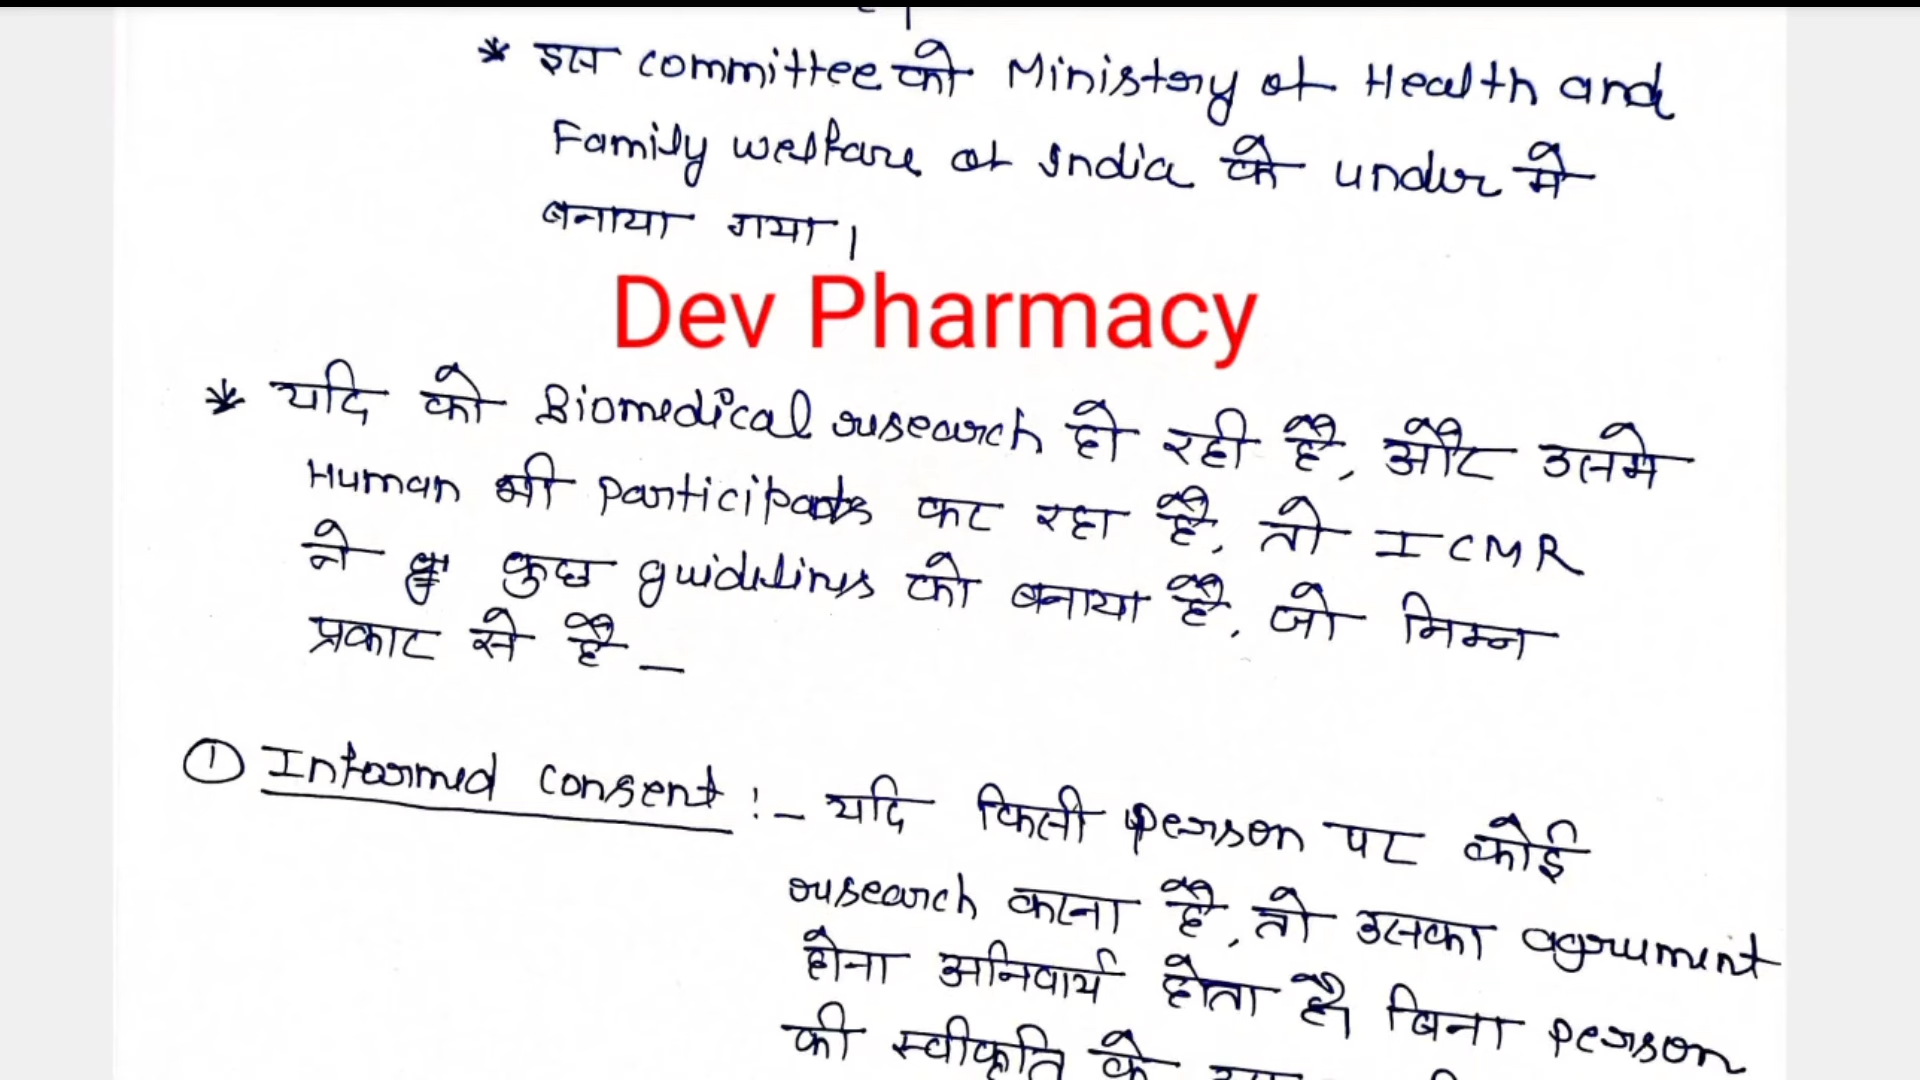 * इस committee को Ministry of Health and
Family welfare of India के under मे
बनाया गया।
Dev Pharmacy
* यदि को Biomedical research हो रही है, और उसमे
Human भी participants कर रहा है, तो ICMR
ने कुछ guidelines को बनाया है, जो निम्न
प्रकार से है –
① Informed consent :– यदि किसी person पर कोई
research करना है, तो उसका agreement
होना अनिवार्य होता है। बिना person
की स्वीकृति के